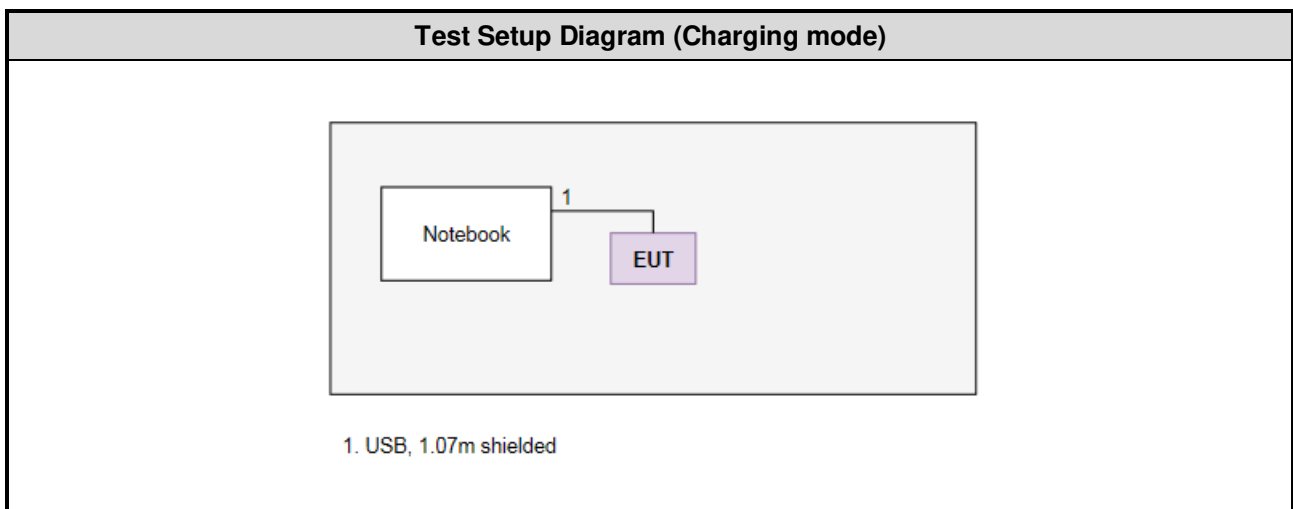 Test Setup Diagram (Charging mode)
1
Notebook
EUT
1. USB, 1.07m shielded